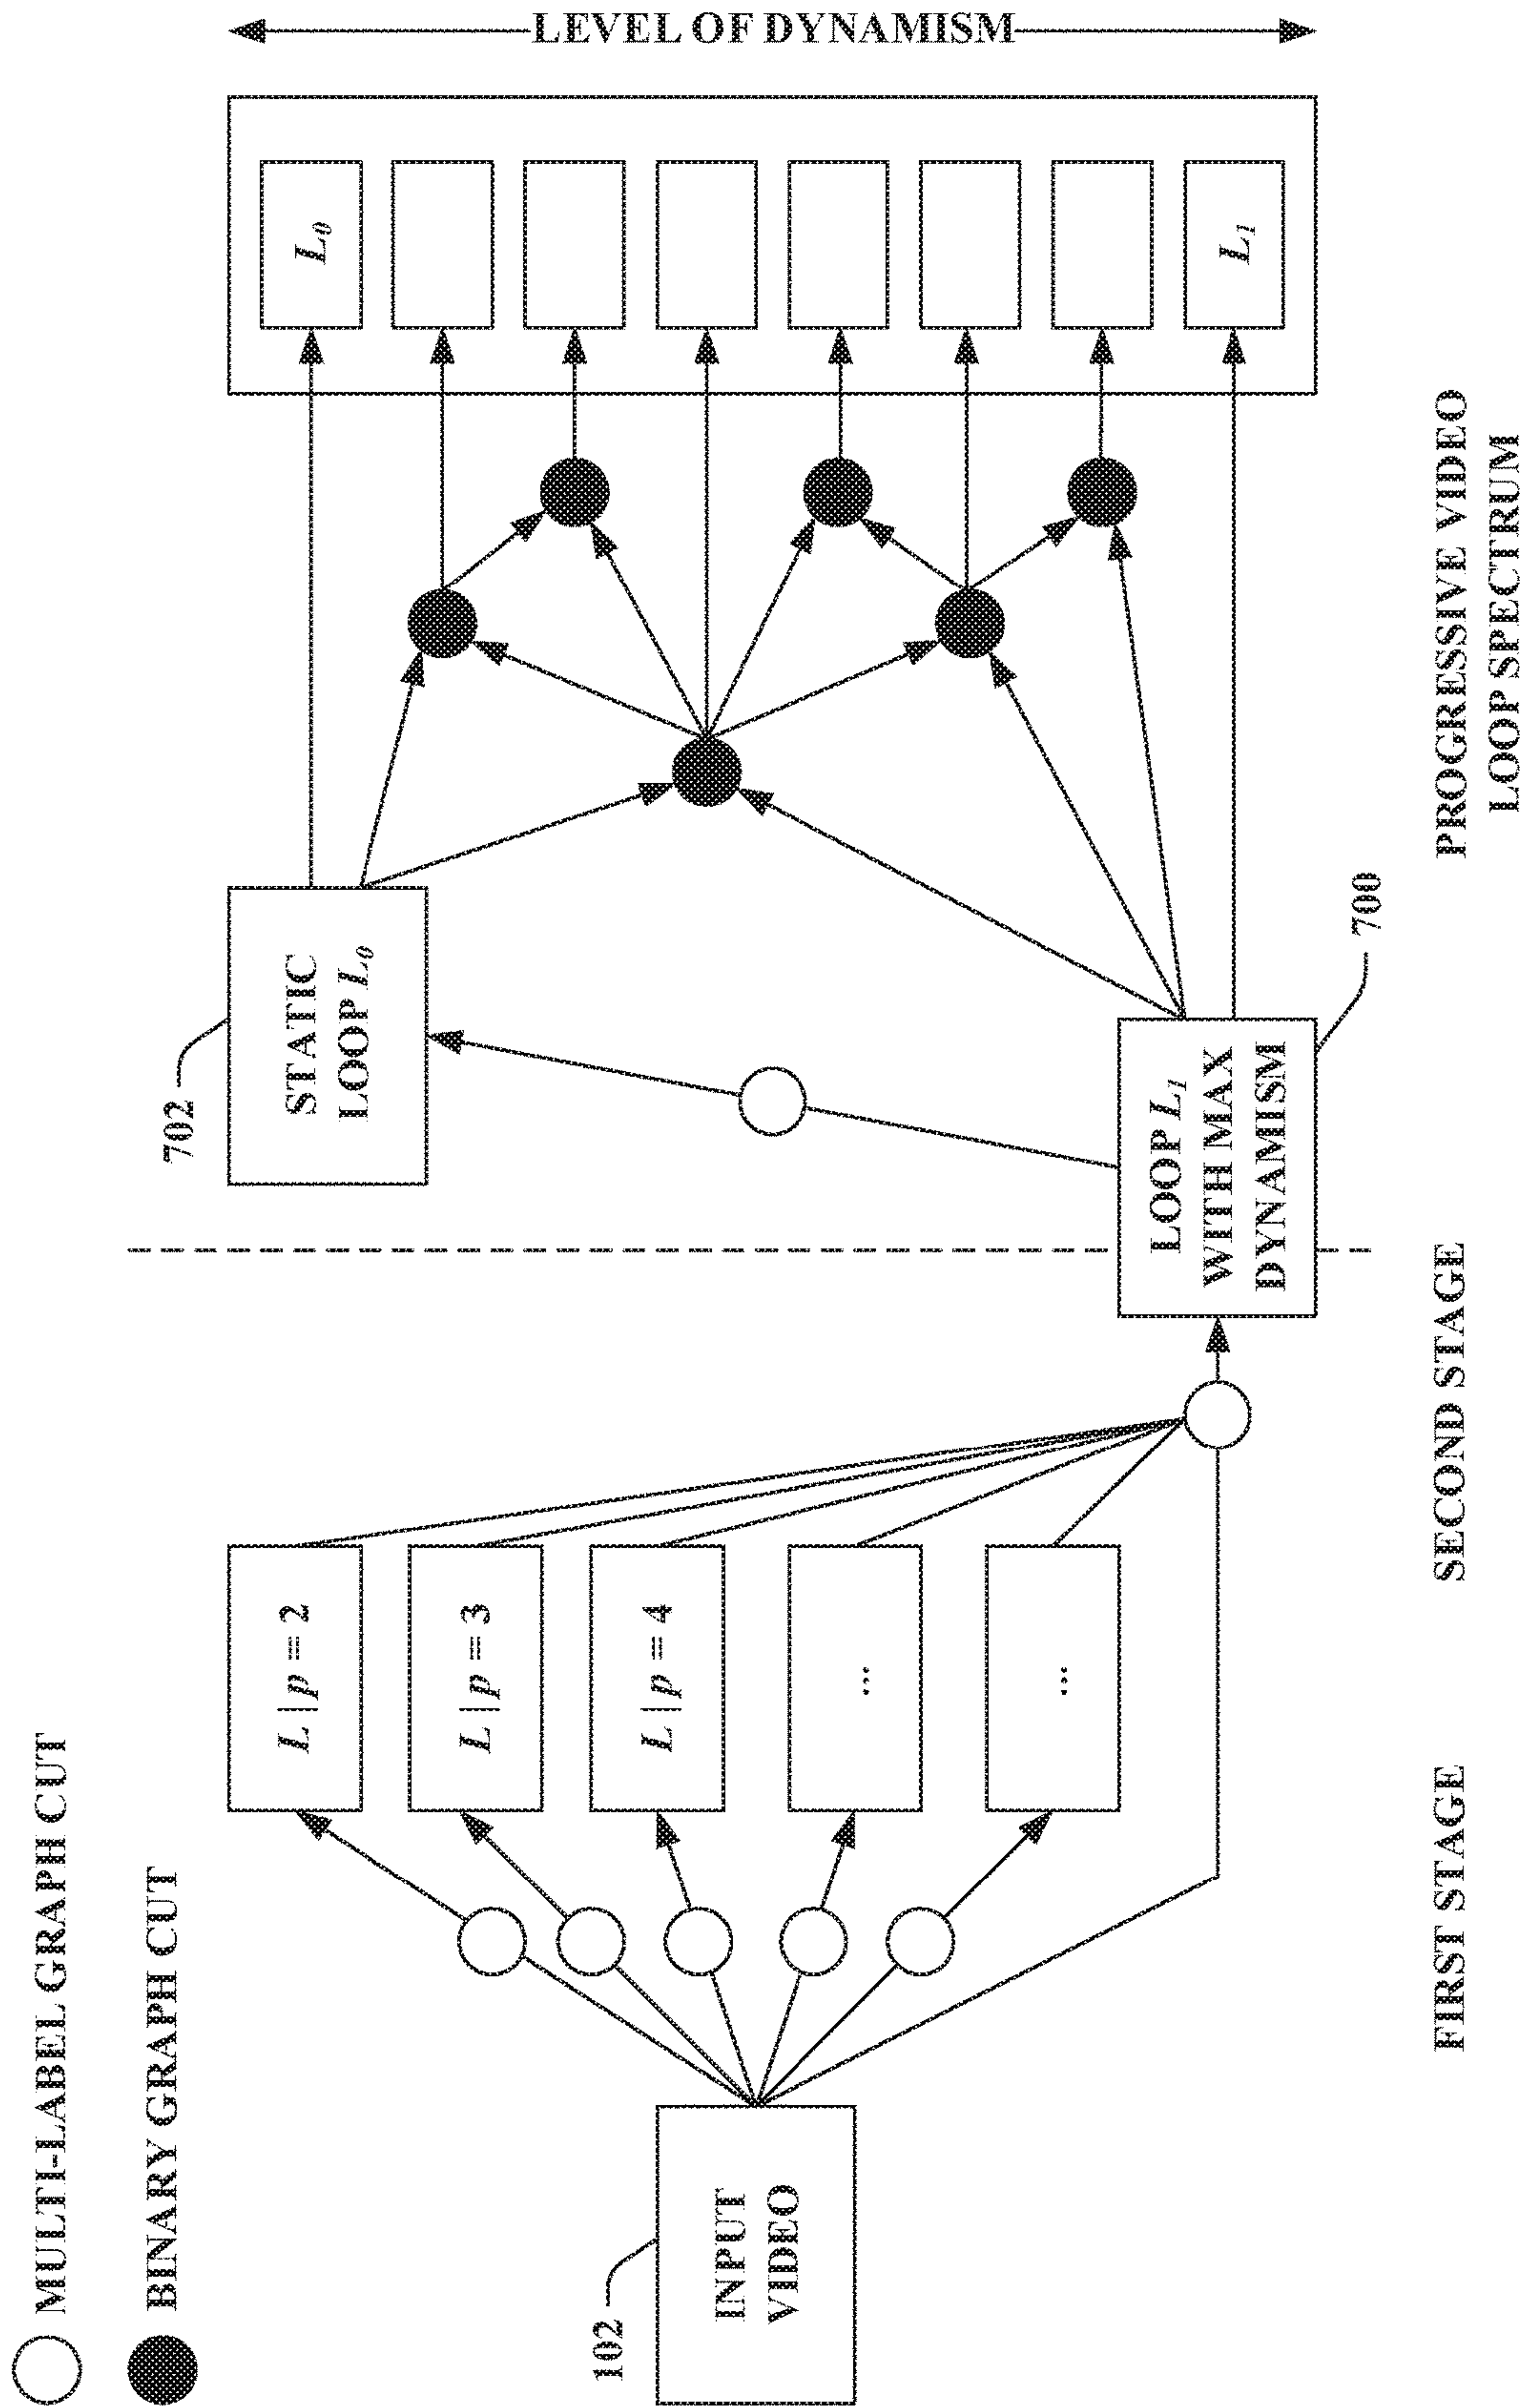 MULTI-LABEL GRAPH CUT
BINARY GRAPH CUT
102
INPUT
VIDEO
L | p = 2
L | p = 3
L | p = 4
...
...
702
STATIC
LOOP L0
LOOP L1
WITH MAX
DYNAMISM
700
L0
L1
LEVEL OF DYNAMISM
FIRST STAGE
SECOND STAGE
PROGRESSIVE VIDEO
LOOP SPECTRUM